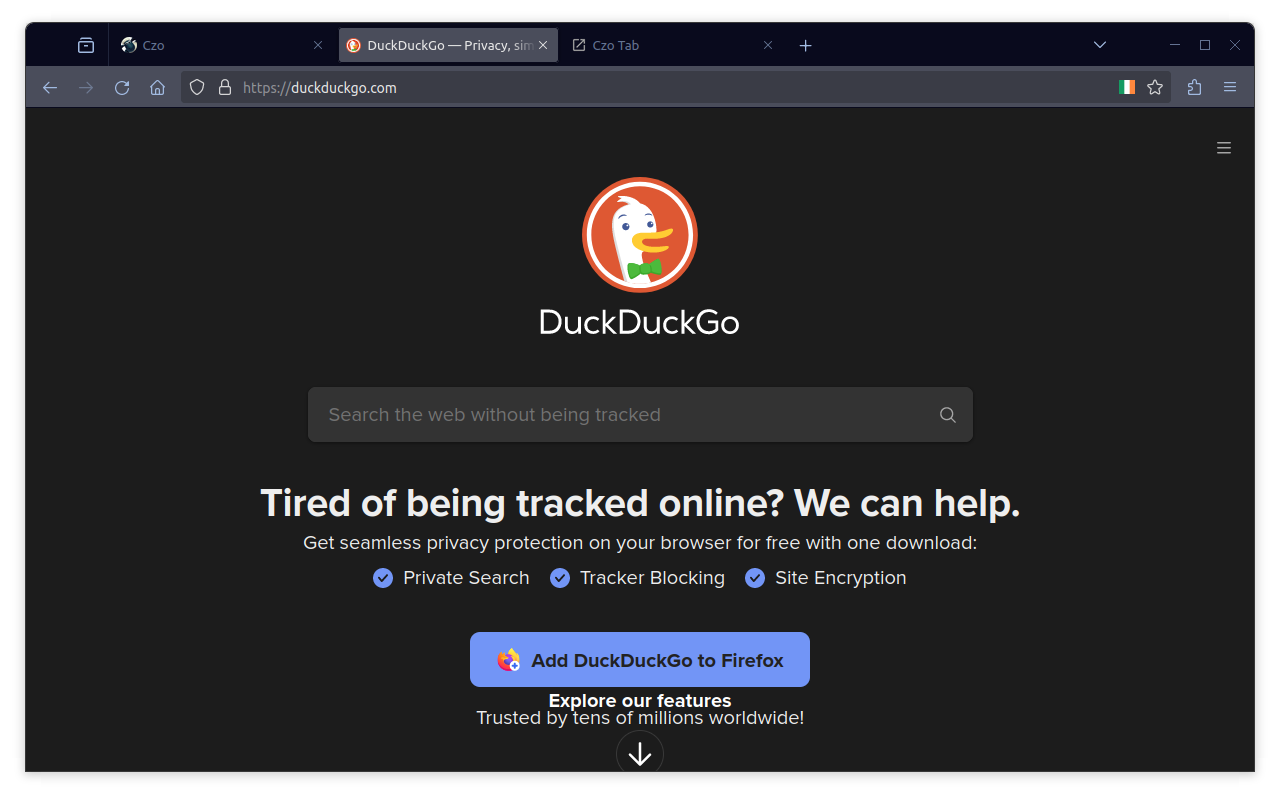 Czo
DuckDuckGo — Privacy, sim
Czo Tab
https://duckduckgo.com
DuckDuckGo
Search the web without being tracked
Tired of being tracked online? We can help.
Get seamless privacy protection on your browser for free with one download:
Private Search Tracker Blocking Site Encryption
Add DuckDuckGo to Firefox
Explore our features
Trusted by tens of millions worldwide!